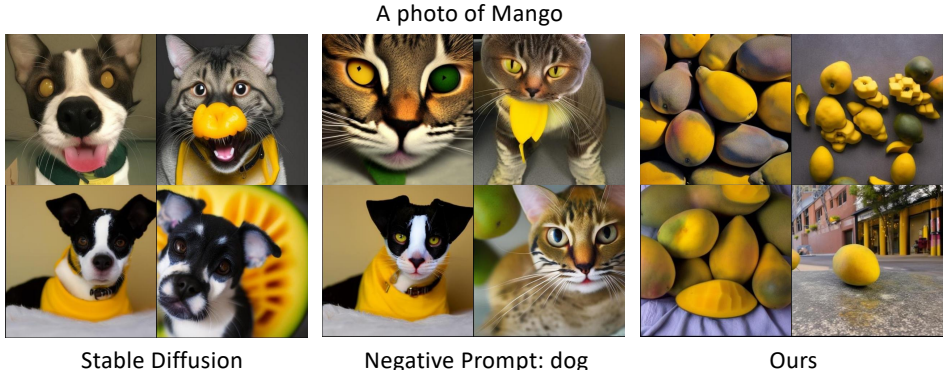 A photo of Mango
Stable Diffusion
Negative Prompt: dog
Ours